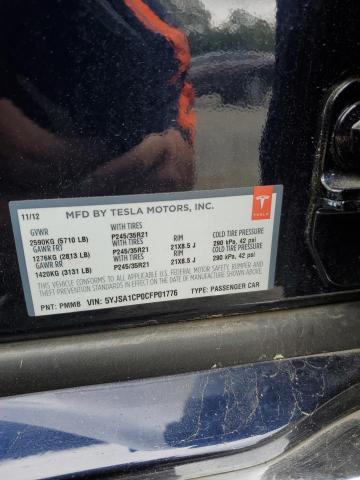 11/12 MFD BY TESLA MOTORS, INC.
GVWR
2590KG (5710 LB) WITH TIRES RIM COLD TIRE PRESSURE
GAWR FRT P245/35R21 21X8.5 J 290 kPa, 42 psi
1276KG (2813 LB) WITH TIRES RIM COLD TIRE PRESSURE
GAWR RR P245/35R21 21X8.5 J 290 kPa, 42 psi
1420KG (3131 LB)
THIS VEHICLE CONFORMS TO ALL APPLICABLE U.S. FEDERAL MOTOR VEHICLE
SAFETY, BUMPER, AND THEFT PREVENTION STANDARDS IN EFFECT ON THE
DATE OF MANUFACTURE SHOWN ABOVE.
PNT: PMMB VIN: 5YJSA1CP0CFP01776 TYPE: PASSENGER CAR
TESLA